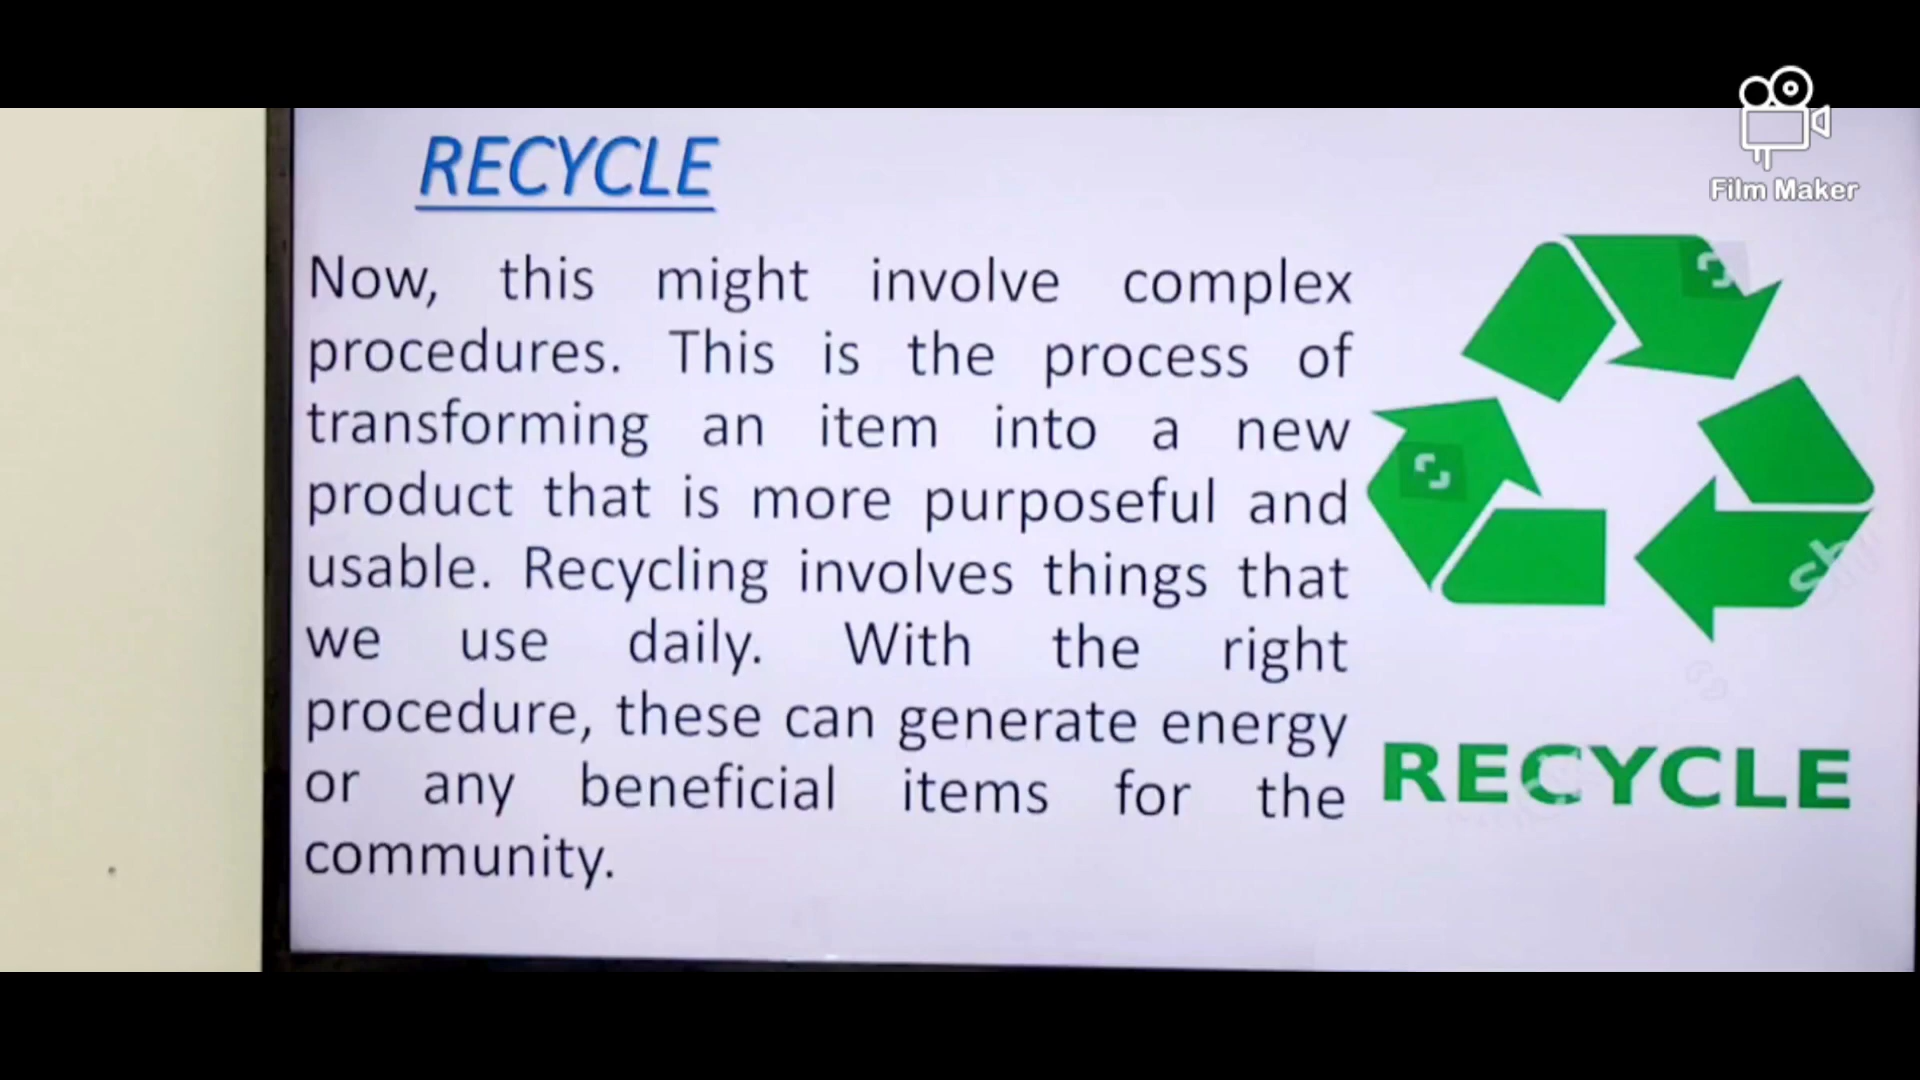 RECYCLE
Now, this might involve complex
procedures. This is the process of
transforming an item into a new
product that is more purposeful and
usable. Recycling involves things that
we use daily. With the right
procedure, these can generate energy
or any beneficial items for the
community.
Film Maker
RECYCLE